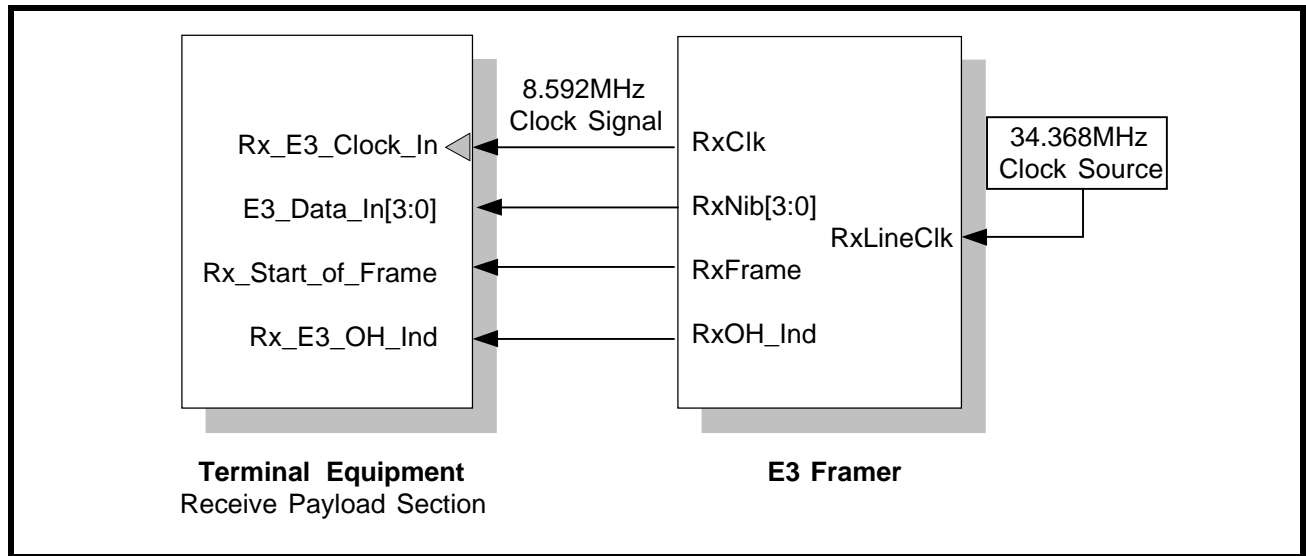 8.592MHz
Clock Signal
Rx_E3_Clock_In
E3_Data_In[3:0]
Rx_Start_of_Frame
Rx_E3_OH_Ind
RxClk
RxNib[3:0]
RxLineClk
RxFrame
RxOH_Ind
34.368MHz
Clock Source
Terminal Equipment
Receive Payload Section
E3 Framer